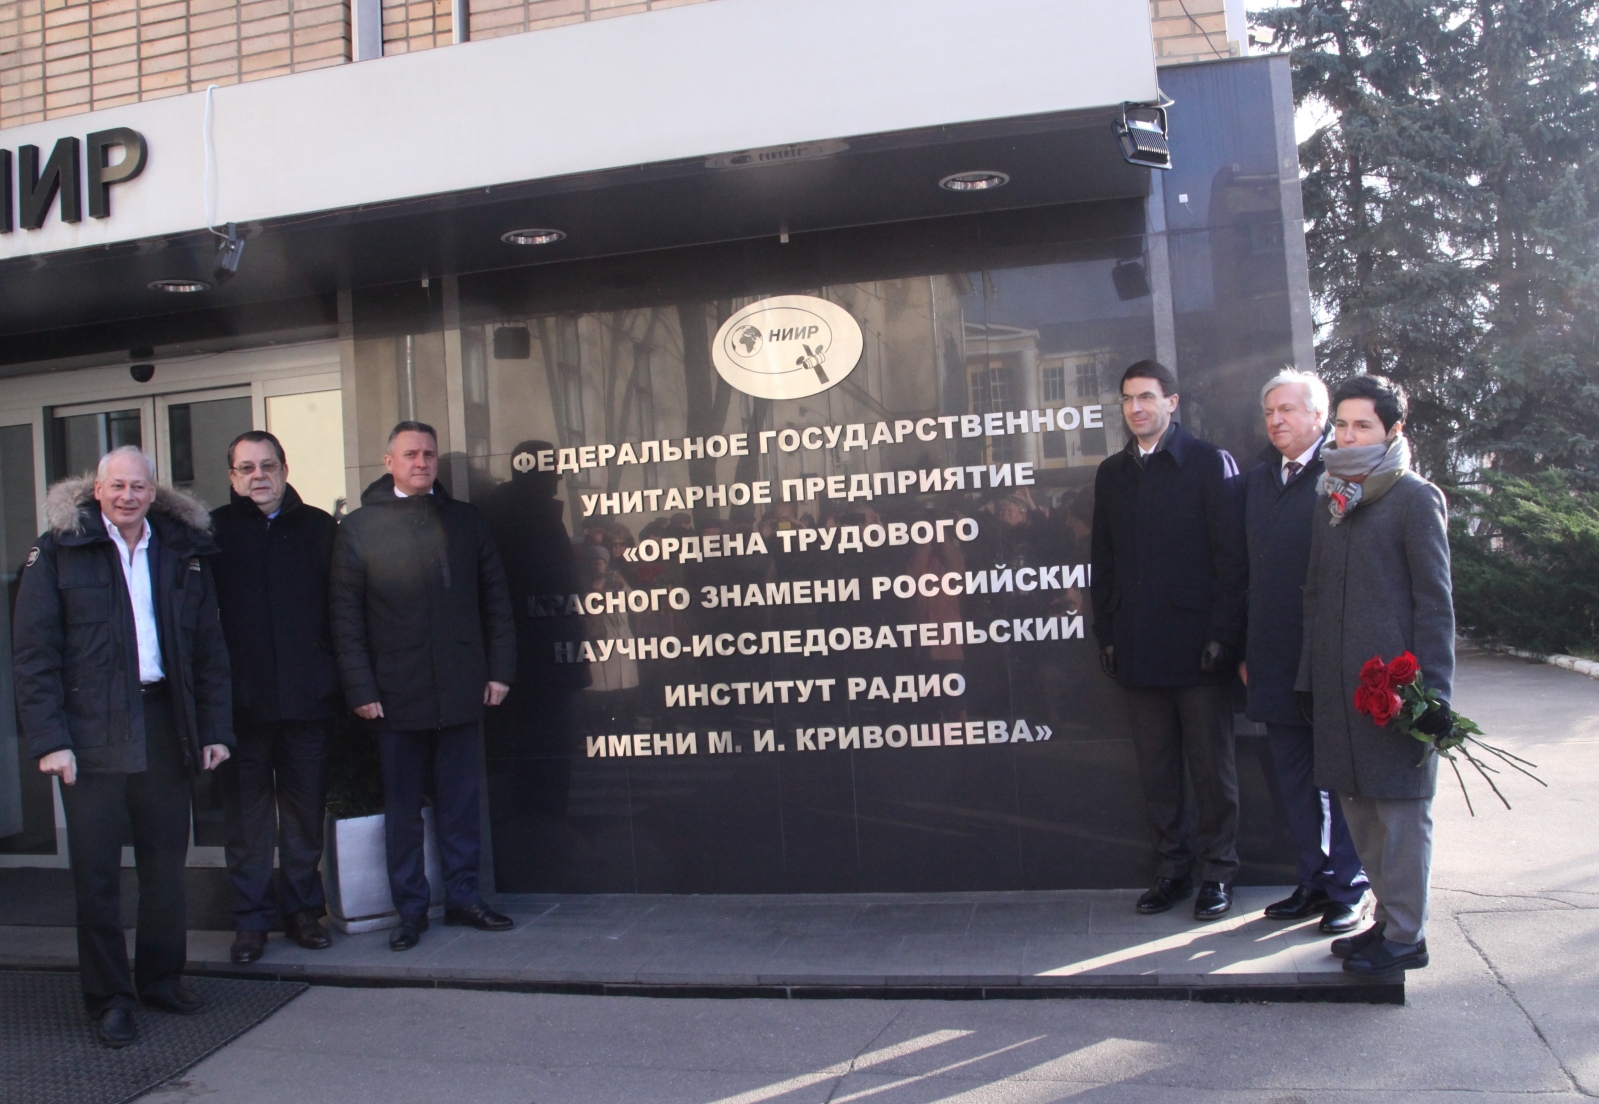 НИИР
НИИР
ФЕДЕРАЛЬНОЕ ГОСУДАРСТВЕННОЕ
УНИТАРНОЕ ПРЕДПРИЯТИЕ
«ОРДЕНА ТРУДОВОГО
КРАСНОГО ЗНАМЕНИ РОССИЙСКИЙ
НАУЧНО-ИССЛЕДОВАТЕЛЬСКИЙ
ИНСТИТУТ РАДИО
ИМЕНИ М. И. КРИВОШЕЕВА»